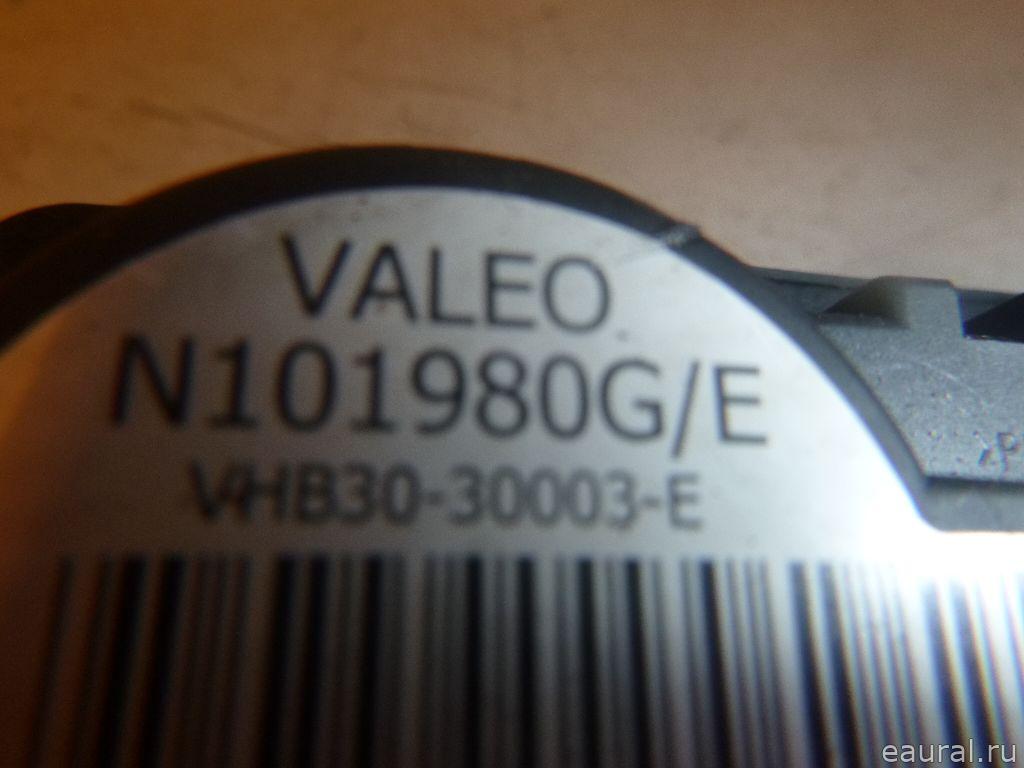 VALEO
N101980G/E
VHB30-30003-E
eaural.ru